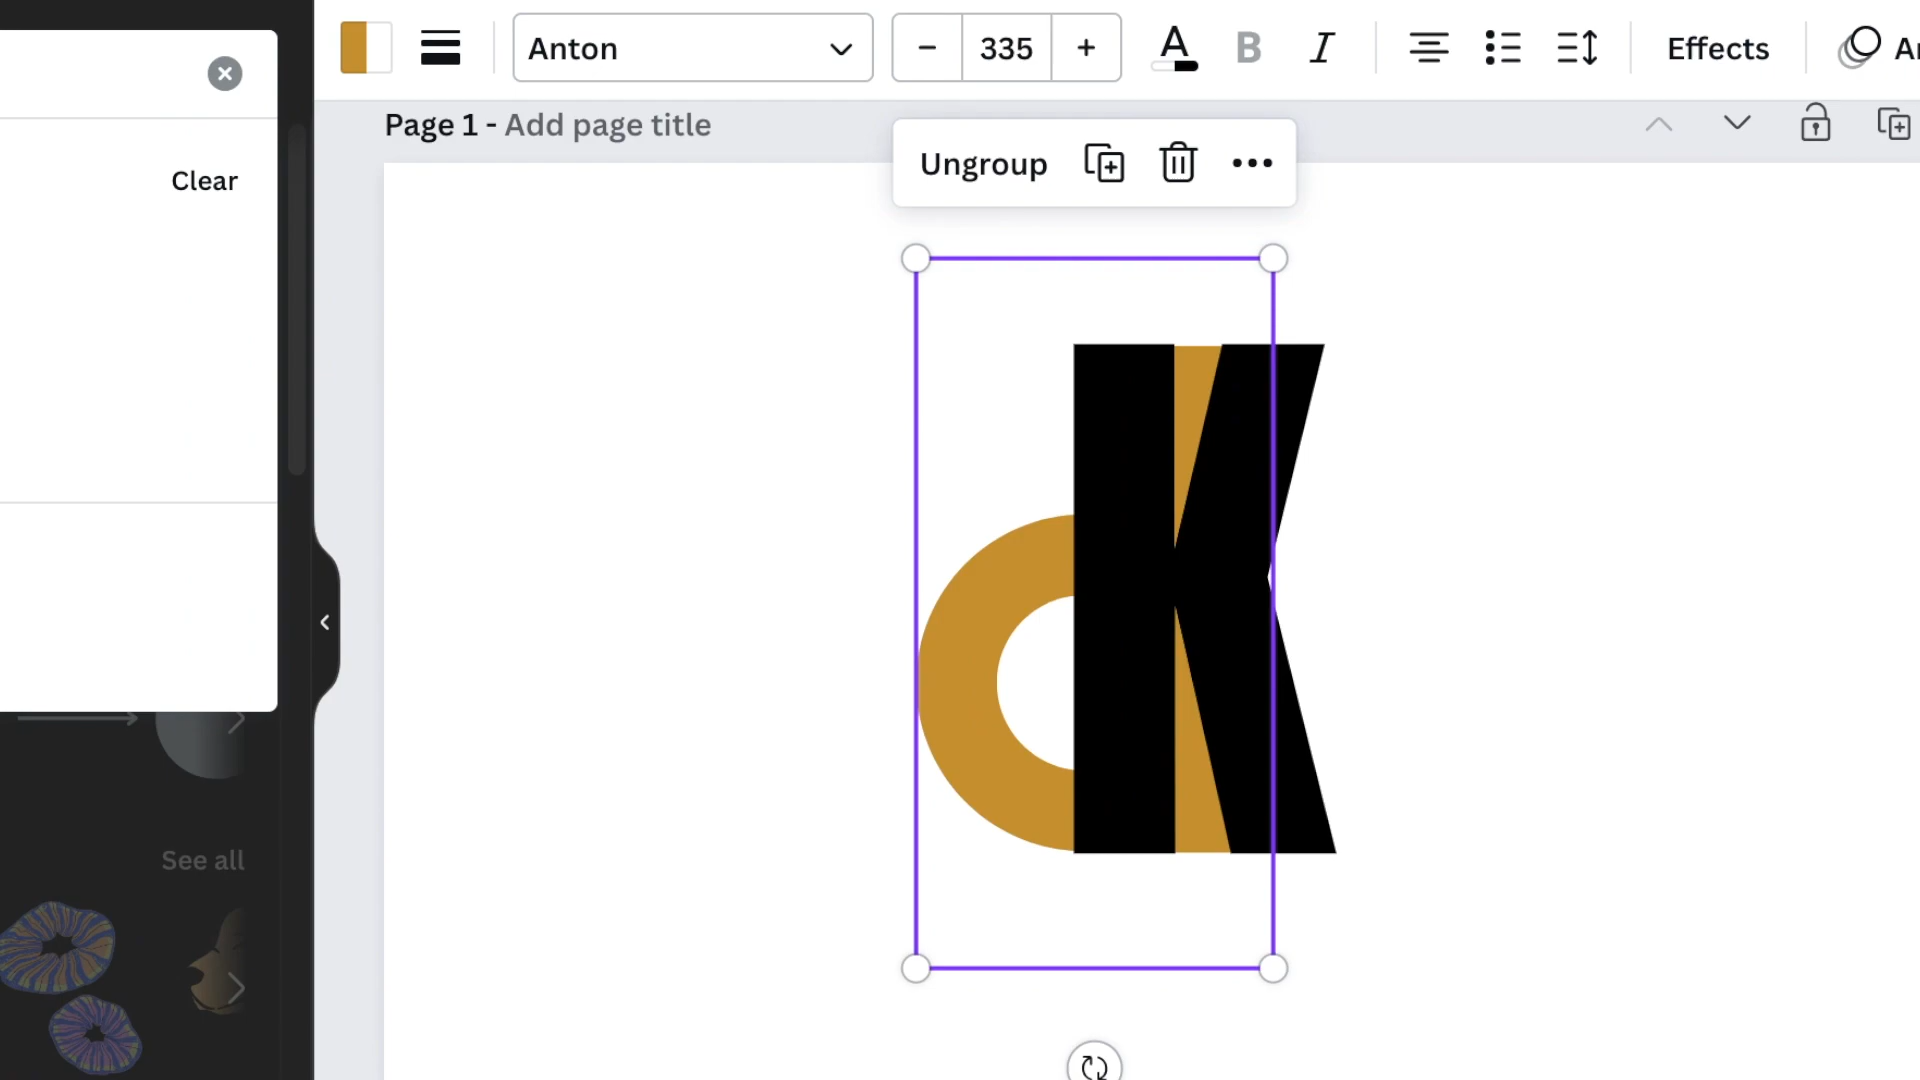 Anton
335
A
B
I
Effects
Clear
Page 1 - Add page title
Ungroup
K
See all